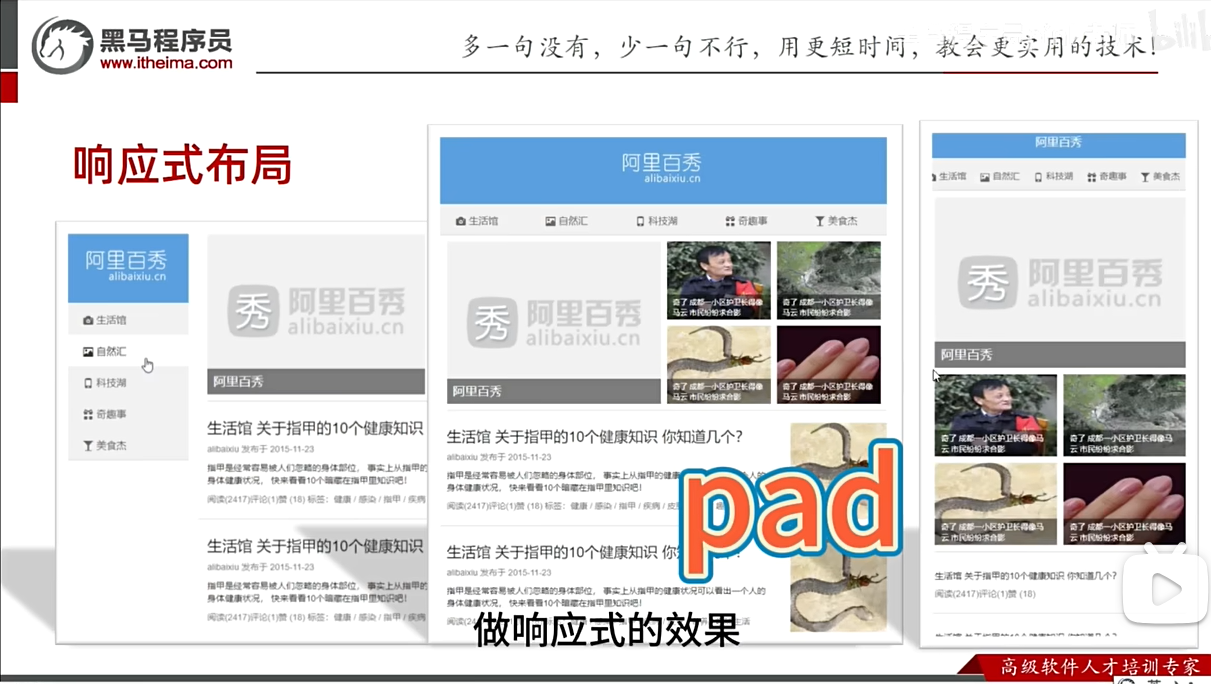 黑马程序员
www.itheima.com
多一句没有，少一句不行，用更短时间，教会更实用的技术！
bilibili
响应式布局
阿里百秀
alibaixiu.cn
生活馆
自然汇
科技湖
奇趣事
美食杰
秀 阿里百秀
alibaixiu.cn
阿里百秀
生活馆 关于指甲的10个健康知识
alibaixiu 发布于 2015-11-23
指甲是经常容易被人们忽略的身体部位， 事实上从指甲的
身体健康状况， 快来看看10个暗藏在指甲里知识吧!
阅读(2417)评论(1)赞 (18) 标签：健康 / 感染 / 指甲 / 疾病
生活馆 关于指甲的10个健康知识
alibaixiu 发布于 2015-11-23
指甲是经常容易被人们忽略的身体部位， 事实上从指甲的
身体健康状况， 快来看看10个暗藏在指甲里知识吧!
阅读(2417)评论(1)赞 (18) 标签：健康 / 感染 / 指甲 / 疾病
阿里百秀
alibaixiu.cn
生活馆 自然汇 科技湖 奇趣事 美食杰
秀 阿里百秀
alibaixiu.cn
阿里百秀
奇了 成都一小区护卫长得像
马云 市民纷纷求合影
奇了 成都一小区护卫长得像
马云 市民纷纷求合影
奇了 成都一小区护卫长得像
马云 市民纷纷求合影
奇了 成都一小区护卫长得像
马云 市民纷纷求合影
生活馆 关于指甲的10个健康知识 你知道几个?
alibaixiu 发布于 2015-11-23
指甲是经常容易被人们忽略的身体部位， 事实上从指甲的健康
身体健康状况， 快来看看10个暗藏在指甲里知识吧!
阅读(2417)评论(1)赞 (18) 标签：健康 / 感染 / 指甲 / 疾病 /
pad
生活馆 关于指甲的10个健康知识
alibaixiu 发布于 2015-11-23
指甲是经常容易被人们忽略的身体部位， 事实上从指甲的健康状况可以看出一个人的
身体健康状况， 快来看看10个暗藏在指甲里知识吧!
做响应式的效果
阿里百秀
生活馆 自然汇 科技湖 奇趣事 美食杰
秀 阿里百秀
alibaixiu.cn
阿里百秀
奇了 成都一小区护卫长得像马
云 市民纷纷求合影
奇了 成都一小区护卫长得像马
云 市民纷纷求合影
奇了 成都一小区护卫长得像马
云 市民纷纷求合影
奇了 成都一小区护卫长得像马
云 市民纷纷求合影
生活馆 关于指甲的10个健康知识 你知道几个?
阅读(2417)评论(1)赞 (18)
高级软件人才培训专家